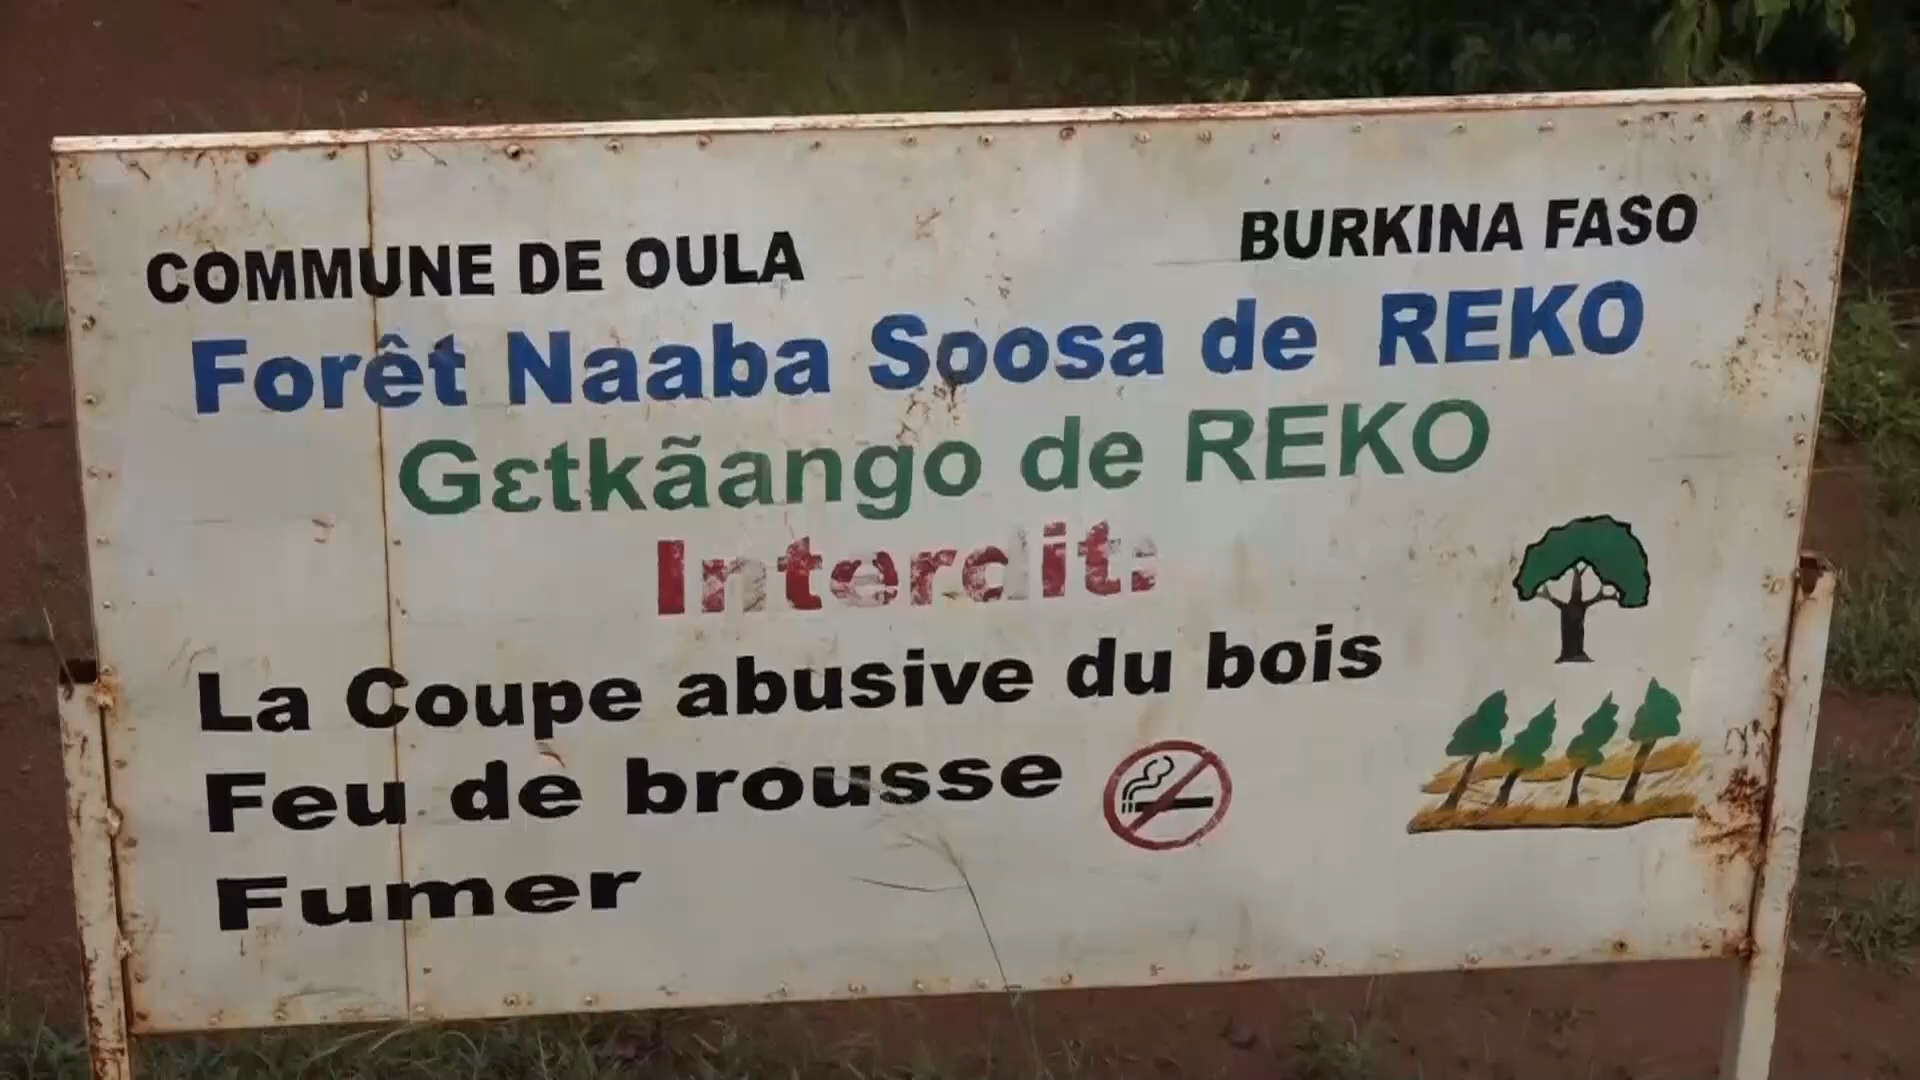 COMMUNE DE OULA
BURKINA FASO
Forêt Naaba Soosa de REKO
Gɛtkãango de REKO
Interdit:
La Coupe abusive du bois
Feu de brousse
Fumer